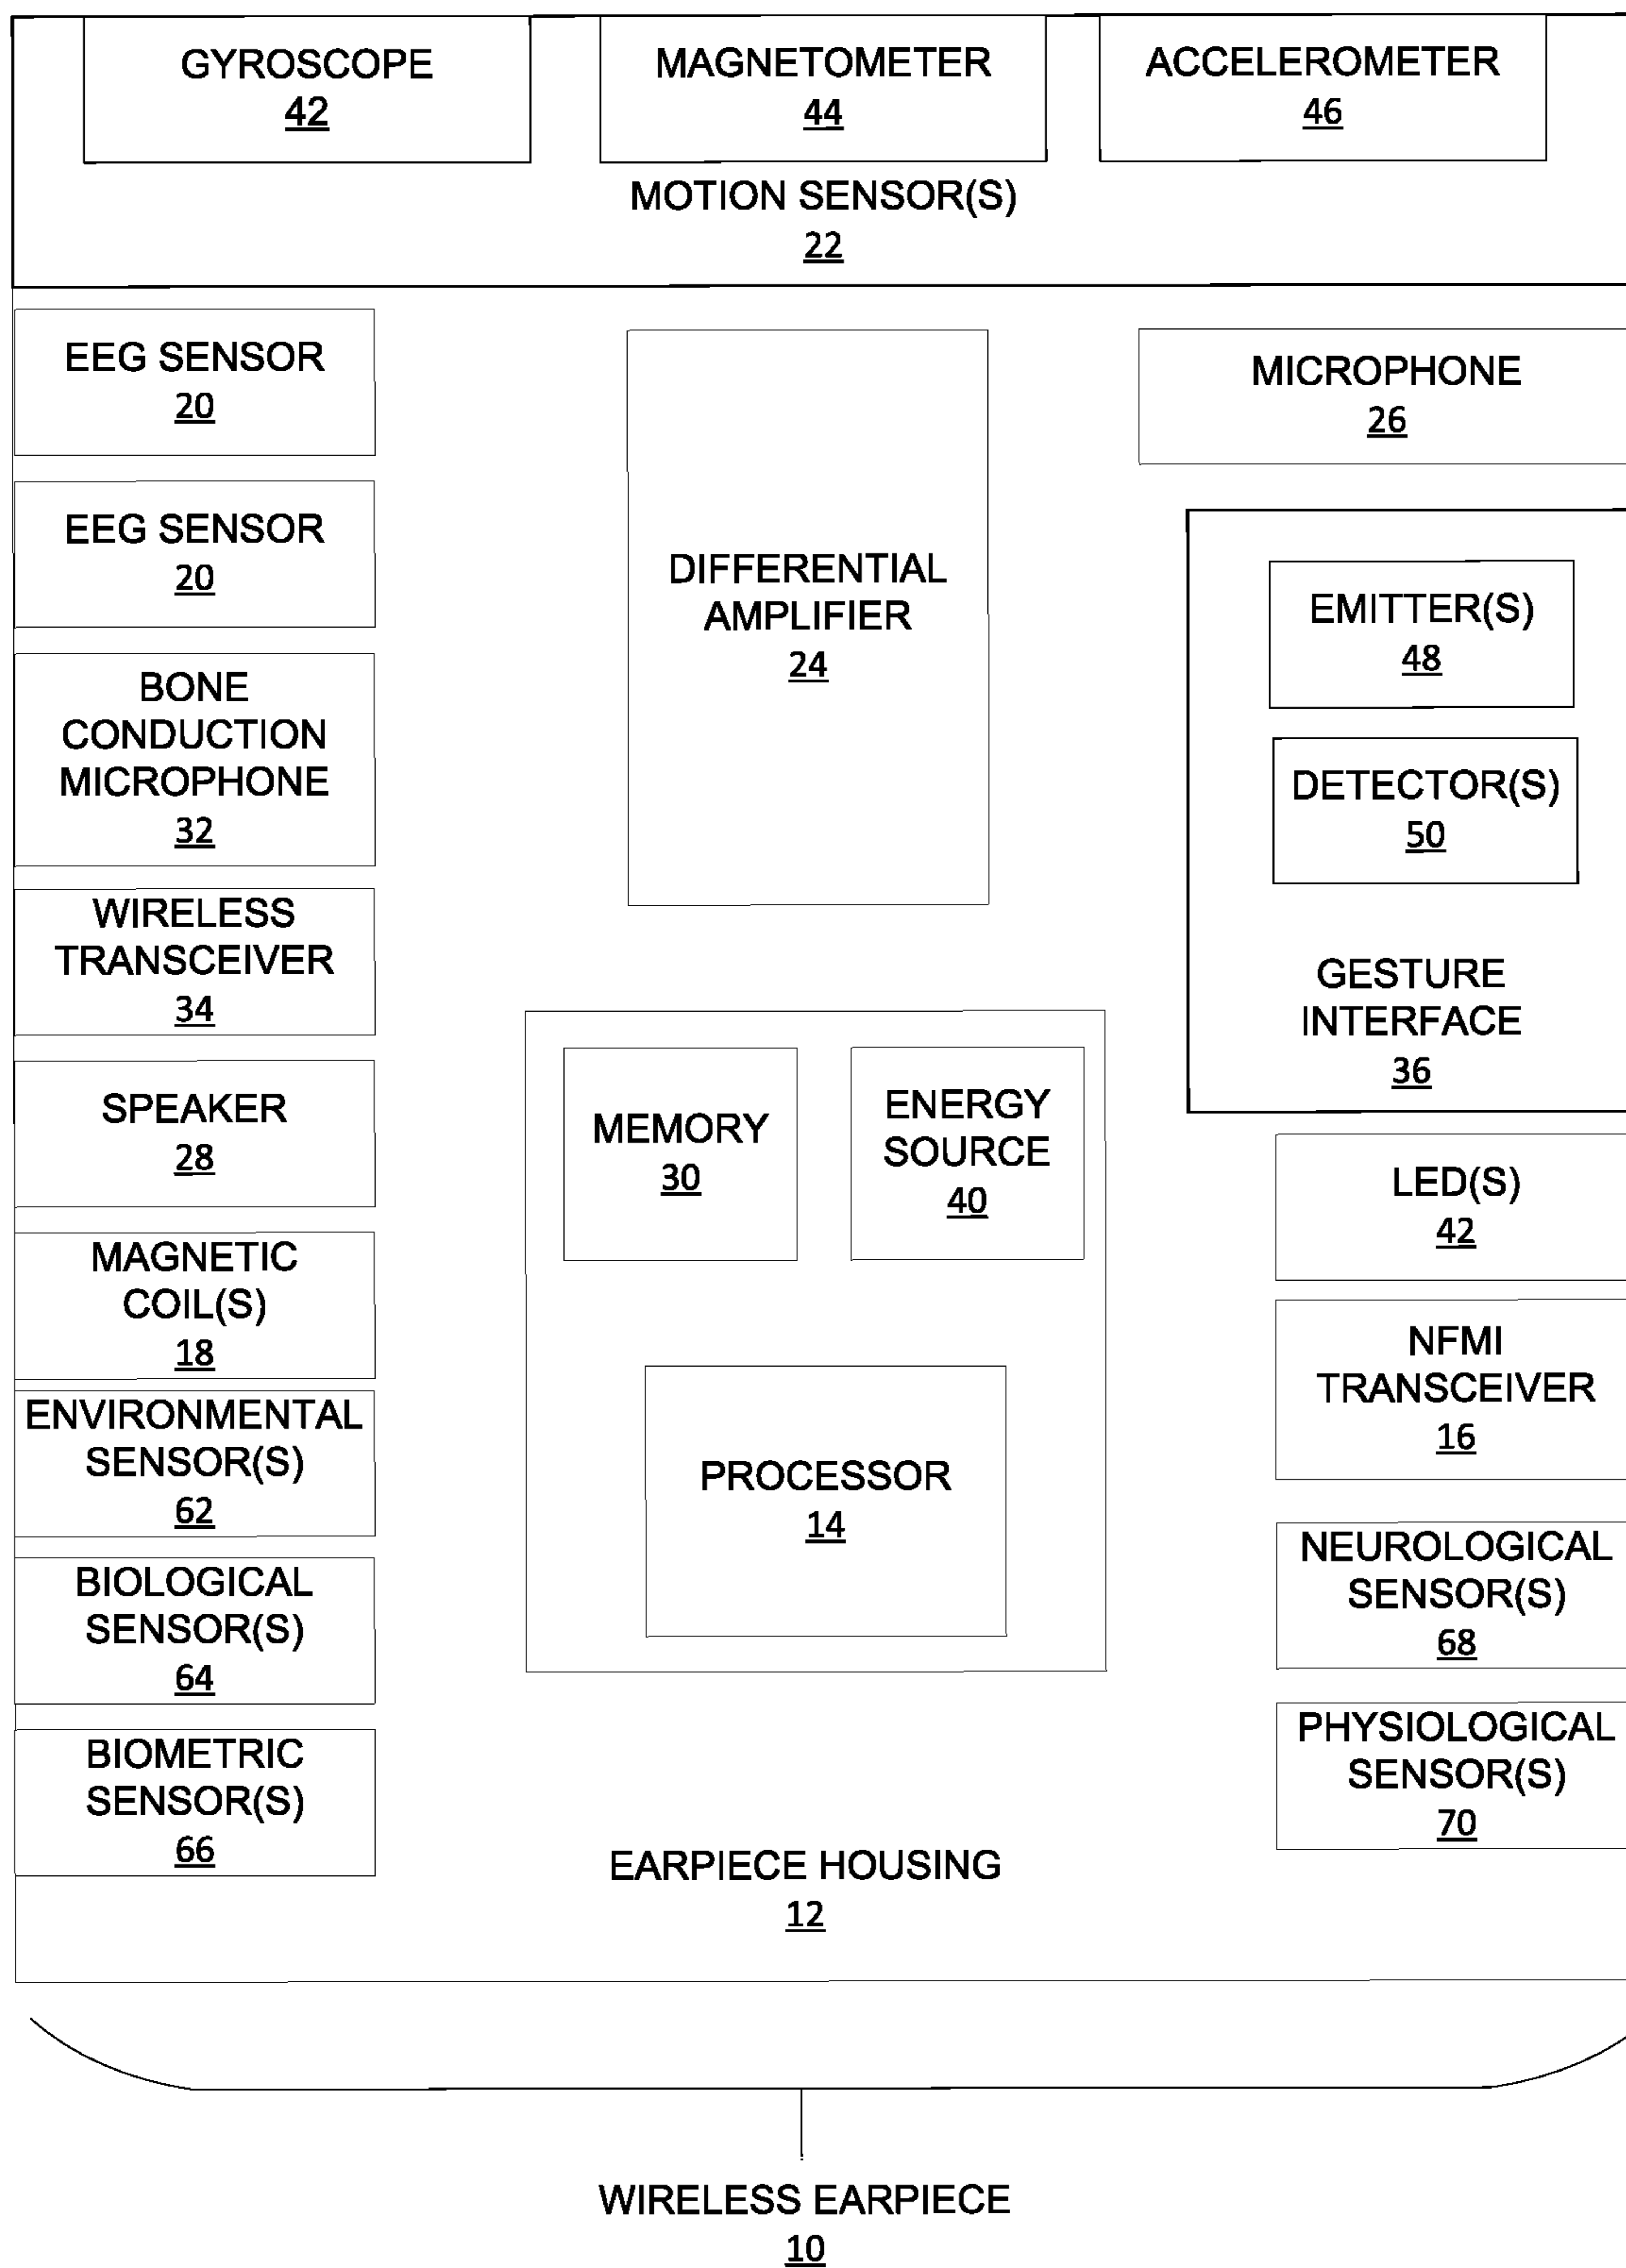 GYROSCOPE
42
MAGNETOMETER
44
ACCELEROMETER
46
MOTION SENSOR(S)
22
EEG SENSOR
20
EEG SENSOR
20
BONE
CONDUCTION
MICROPHONE
32
WIRELESS
TRANSCEIVER
34
SPEAKER
28
MAGNETIC
COIL(S)
18
ENVIRONMENTAL
SENSOR(S)
62
BIOLOGICAL
SENSOR(S)
64
BIOMETRIC
SENSOR(S)
66
DIFFERENTIAL
AMPLIFIER
24
MEMORY
30
ENERGY
SOURCE
40
PROCESSOR
14
EARPIECE HOUSING
12
MICROPHONE
26
EMITTER(S)
48
DETECTOR(S)
50
GESTURE
INTERFACE
36
LED(S)
42
NFMI
TRANSCEIVER
16
NEUROLOGICAL
SENSOR(S)
68
PHYSIOLOGICAL
SENSOR(S)
70
WIRELESS EARPIECE
10